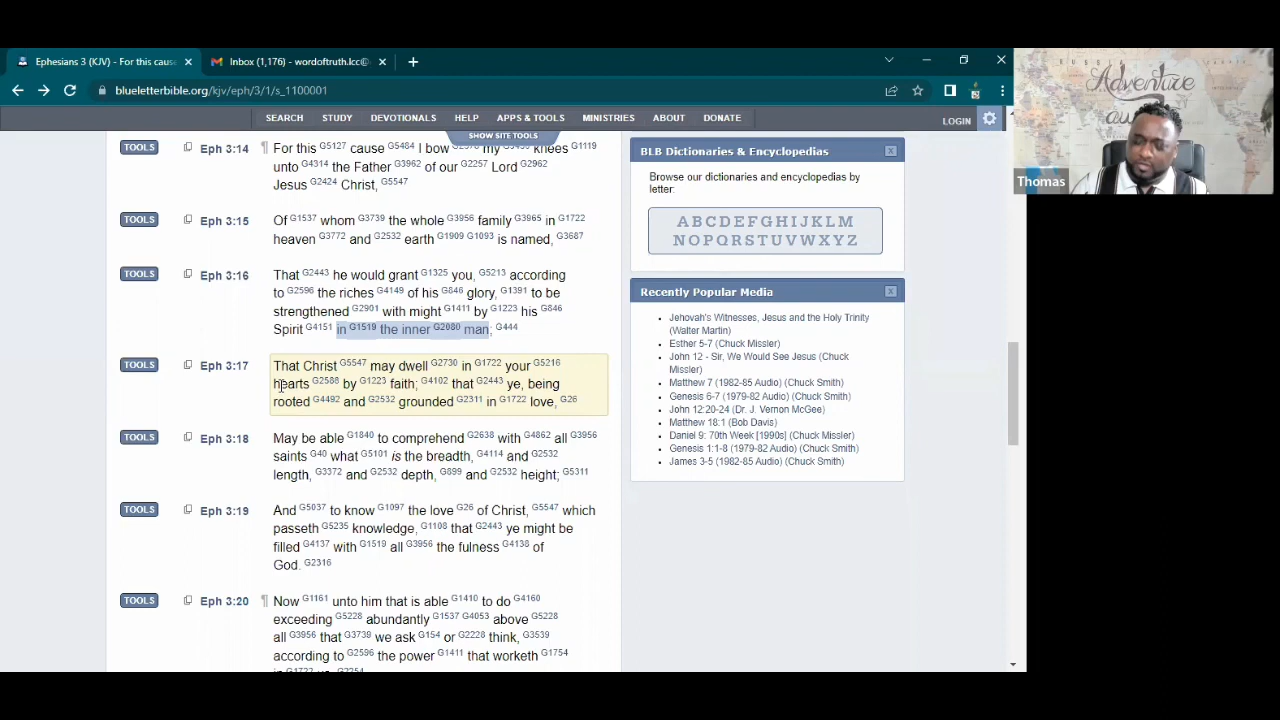 Ephesians 3 (KJV) - For this caus
Inbox (1,176) - wordoftruth.lcc@
blueletterbible.org/kjv/eph/3/1/s_1100001
SEARCH STUDY DEVOTIONALS HELP APPS & TOOLS MINISTRIES ABOUT DONATE LOGIN
SHOW SITE TOOLS
TOOLS Eph 3:14 ¶ For this G5127 cause G5484 I bow my knees G1119
unto G4314 the Father G3962 of our G2257 Lord G2962
Jesus G2424 Christ, G5547
TOOLS Eph 3:15 Of G1537 whom G3739 the whole G3956 family G3965 in G1722
heaven G3772 and G2532 earth G1909 G1093 is named, G3687
TOOLS Eph 3:16 That G2443 he would grant G1325 you, G5213 according
to G2596 the riches G4149 of his G846 glory, G1391 to be
strengthened G2901 with might G1411 by G1223 his G846
Spirit G4151 in G1519 the inner G2080 man; G444
TOOLS Eph 3:17 That Christ G5547 may dwell G2730 in G1722 your G5216
hearts G2588 by G1223 faith; G4102 that G2443 ye, being
rooted G4492 and G2532 grounded G2311 in G1722 love, G26
TOOLS Eph 3:18 May be able G1840 to comprehend G2638 with G4862 all G3956
saints G40 what G5101 is the breadth, G4114 and G2532
length, G3372 and G2532 depth, G899 and G2532 height; G5311
TOOLS Eph 3:19 And G5037 to know G1097 the love G26 of Christ, G5547 which
passeth G5235 knowledge, G1108 that G2443 ye might be
filled G4137 with G1519 all G3956 the fulness G4138 of
God. G2316
TOOLS Eph 3:20 ¶ Now G1161 unto him that is able G1410 to do G4160
exceeding G5228 abundantly G1537 G4053 above G5228
all G3956 that G3739 we ask G154 or G2228 think, G3539
according to G2596 the power G1411 that worketh G1754
BLB Dictionaries & Encyclopedias
Browse our dictionaries and encyclopedias by
letter:
A B C D E F G H I J K L M
N O P Q R S T U V W X Y Z
Recently Popular Media
Jehovah's Witnesses, Jesus and the Holy Trinity
(Walter Martin)
Esther 5-7 (Chuck Missler)
John 12 - Sir, We Would See Jesus (Chuck
Missler)
Matthew 7 (1982-85 Audio) (Chuck Smith)
Genesis 6-7 (1979-82 Audio) (Chuck Smith)
John 12:20-24 (Dr. J. Vernon McGee)
Matthew 18:1 (Bob Davis)
Daniel 9: 70th Week [1990s] (Chuck Missler)
Genesis 1:1-8 (1979-82 Audio) (Chuck Smith)
James 3-5 (1982-85 Audio) (Chuck Smith)
Adventure
Thomas